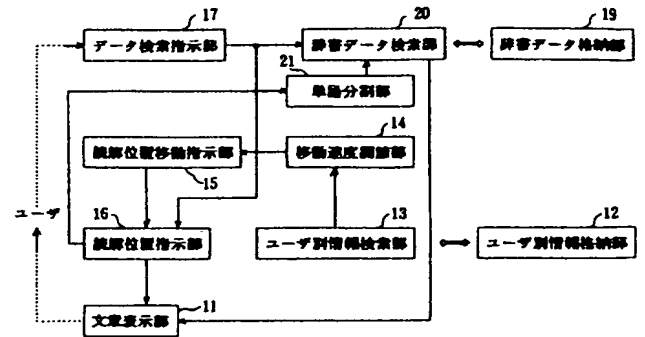 17
データ検索指示部
20
辞書データ検索部
19
辞書データ格納部
21
単語分割部
読解位置移動指示部
15
14
移動速度調節部
ユーザ
16
読解位置指示部
13
ユーザ別情報検索部
12
ユーザ別情報格納部
11
文章表示部